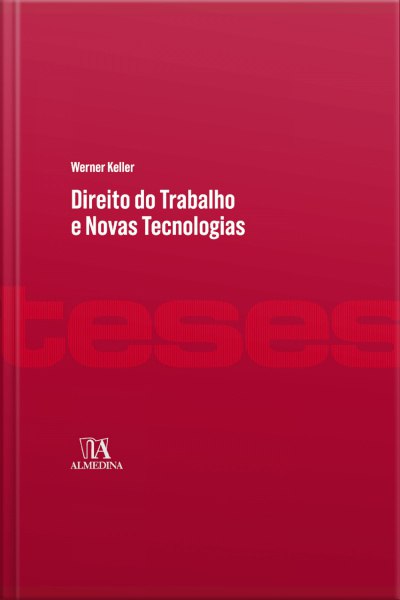 Werner Keller
Direito do Trabalho
e Novas Tecnologias
teses
ALMEDINA